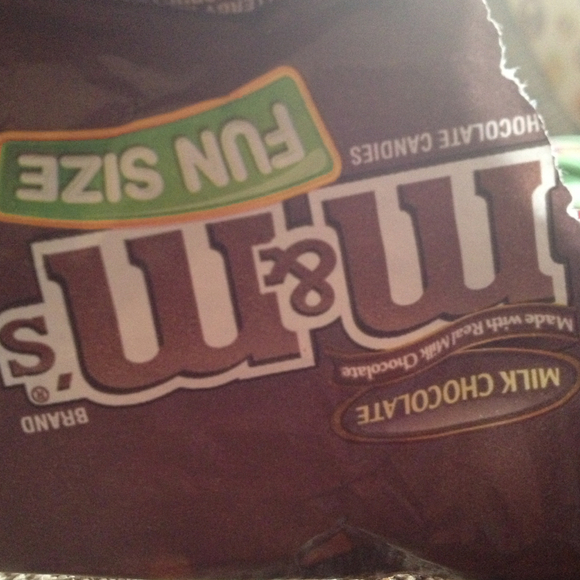 MILK CHOCOLATE
Made with Real Milk Chocolate
BRAND
m&m's®
CHOCOLATE CANDIES
FUN SIZE